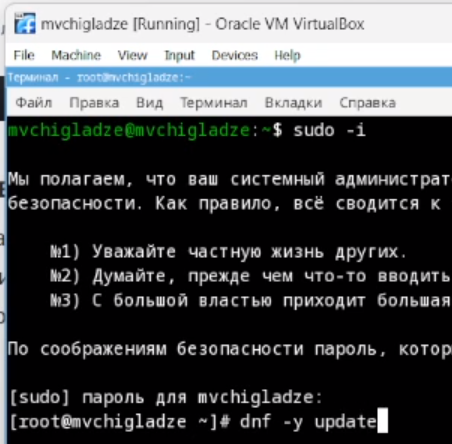 mvchigladze [Running] - Oracle VM VirtualBox
File Machine View Input Devices Help
Терминал - root@mvchigladze:~
Файл Правка Вид Терминал Вкладки Справка
mvchigladze@mvchigladze:~$ sudo -i
Мы полагаем, что ваш системный администрат
безопасности. Как правило, всё сводится к
№1) Уважайте частную жизнь других.
№2) Думайте, прежде чем что-то вводить
№3) С большой властью приходит большая
По соображениям безопасности пароль, котор
[sudo] пароль для mvchigladze:
[root@mvchigladze ~]# dnf -y update